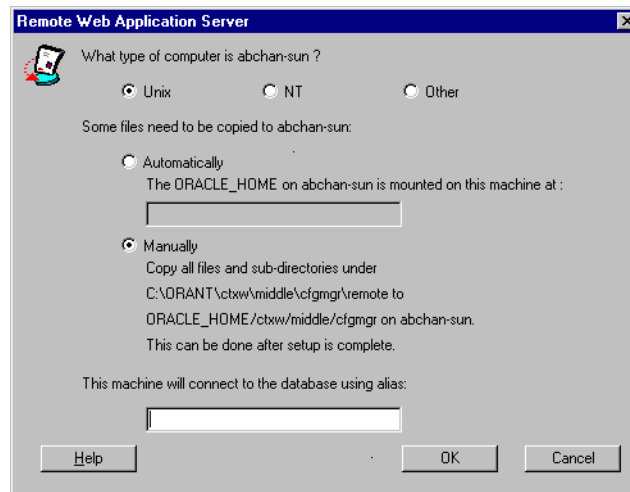 Remote Web Application Server
What type of computer is abchan-sun ?
Unix NT Other
Some files need to be copied to abchan-sun:
Automatically
The ORACLE_HOME on abchan-sun is mounted on this machine at :
Manually
Copy all files and sub-directories under
C:\ORANT\ctxw\middle\cfgmgr\remote to
ORACLE_HOME/ctxw/middle/cfgmgr on abchan-sun.
This can be done after setup is complete.
This machine will connect to the database using alias:
Help OK Cancel